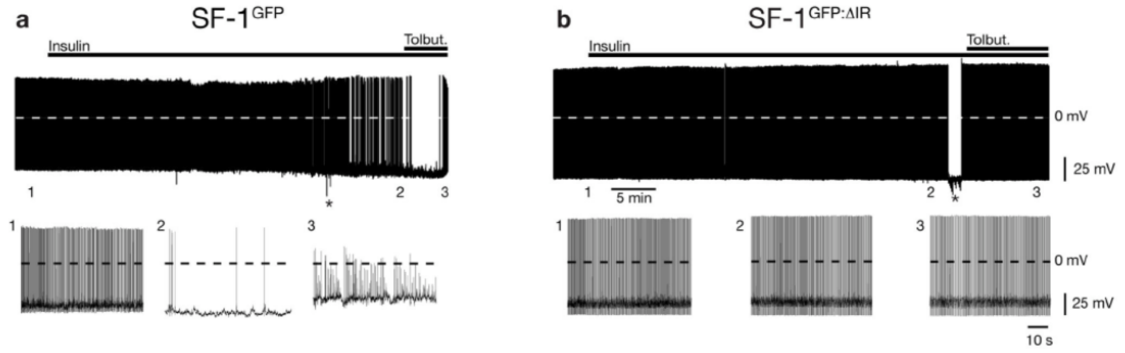 a
SF-1GFP
Insulin
Tolbut.
1
2
3
*
1
2
3
b
SF-1GFP:ΔIR
Insulin
Tolbut.
0 mV
25 mV
1
5 min
2
3
*
1
2
3
0 mV
25 mV
10 s